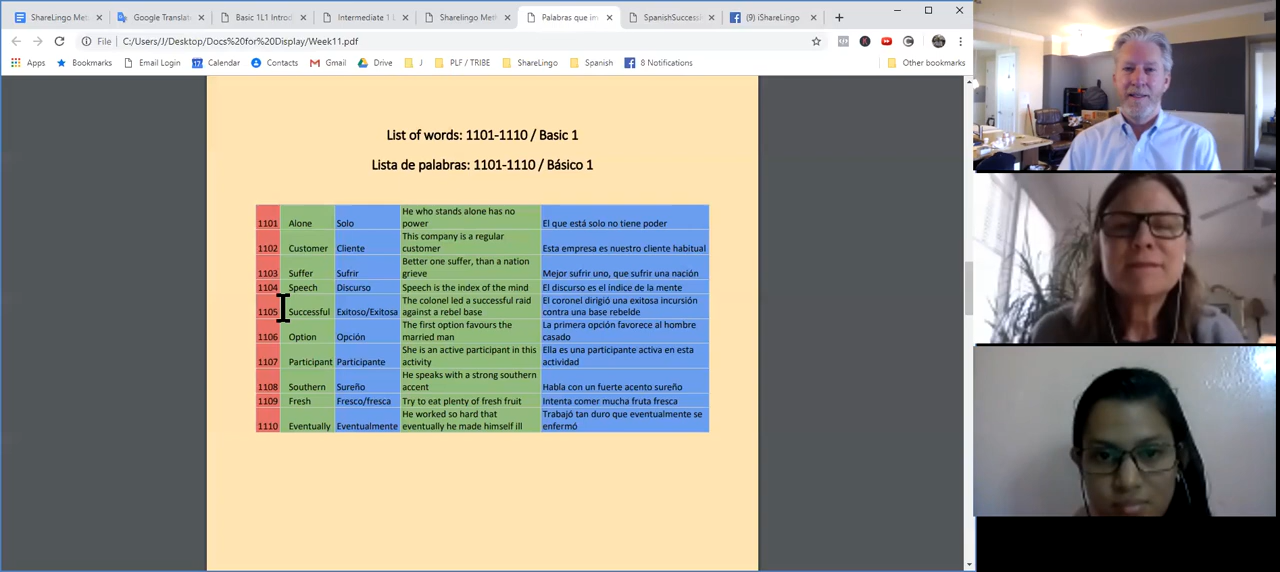 ShareLingo Met
Google Translat
Basic 1L1 Introd
Intermediate 1 L
Sharelingo Met
Palabras que im
SpanishSuccess
(9) iShareLingo
File C:/Users/J/Desktop/Docs%20for%20Display/Week11.pdf
Apps Bookmarks Email Login Calendar Contacts Gmail Drive J PLF / TRIBE ShareLingo Spanish 8 Notifications Other bookmarks
List of words: 1101-1110 / Basic 1
Lista de palabras: 1101-1110 / Básico 1
He who stands alone has no
1101 Alone Solo power El que está solo no tiene poder
This company is a regular
1102 Customer Cliente customer Esta empresa es nuestro cliente habitual
Better one suffer, than a nation
1103 Suffer Sufrir grieve Mejor sufrir uno, que sufrir una nación
1104 Speech Discurso Speech is the index of the mind El discurso es el índice de la mente
The colonel led a successful raid El coronel dirigió una exitosa incursión
1105 Successful Exitoso/Exitosa against a rebel base contra una base rebelde
The first option favours the La primera opción favorece al hombre
1106 Option Opción married man casado
She is an active participant in this Ella es una participante activa en esta
1107 Participant Participante activity actividad
He speaks with a strong southern
1108 Southern Sureño accent Habla con un fuerte acento sureño
1109 Fresh Fresco/fresca Try to eat plenty of fresh fruit Intenta comer mucha fruta fresca
He worked so hard that Trabajó tan duro que eventualmente se
1110 Eventually Eventualmente eventually he made himself ill enfermó